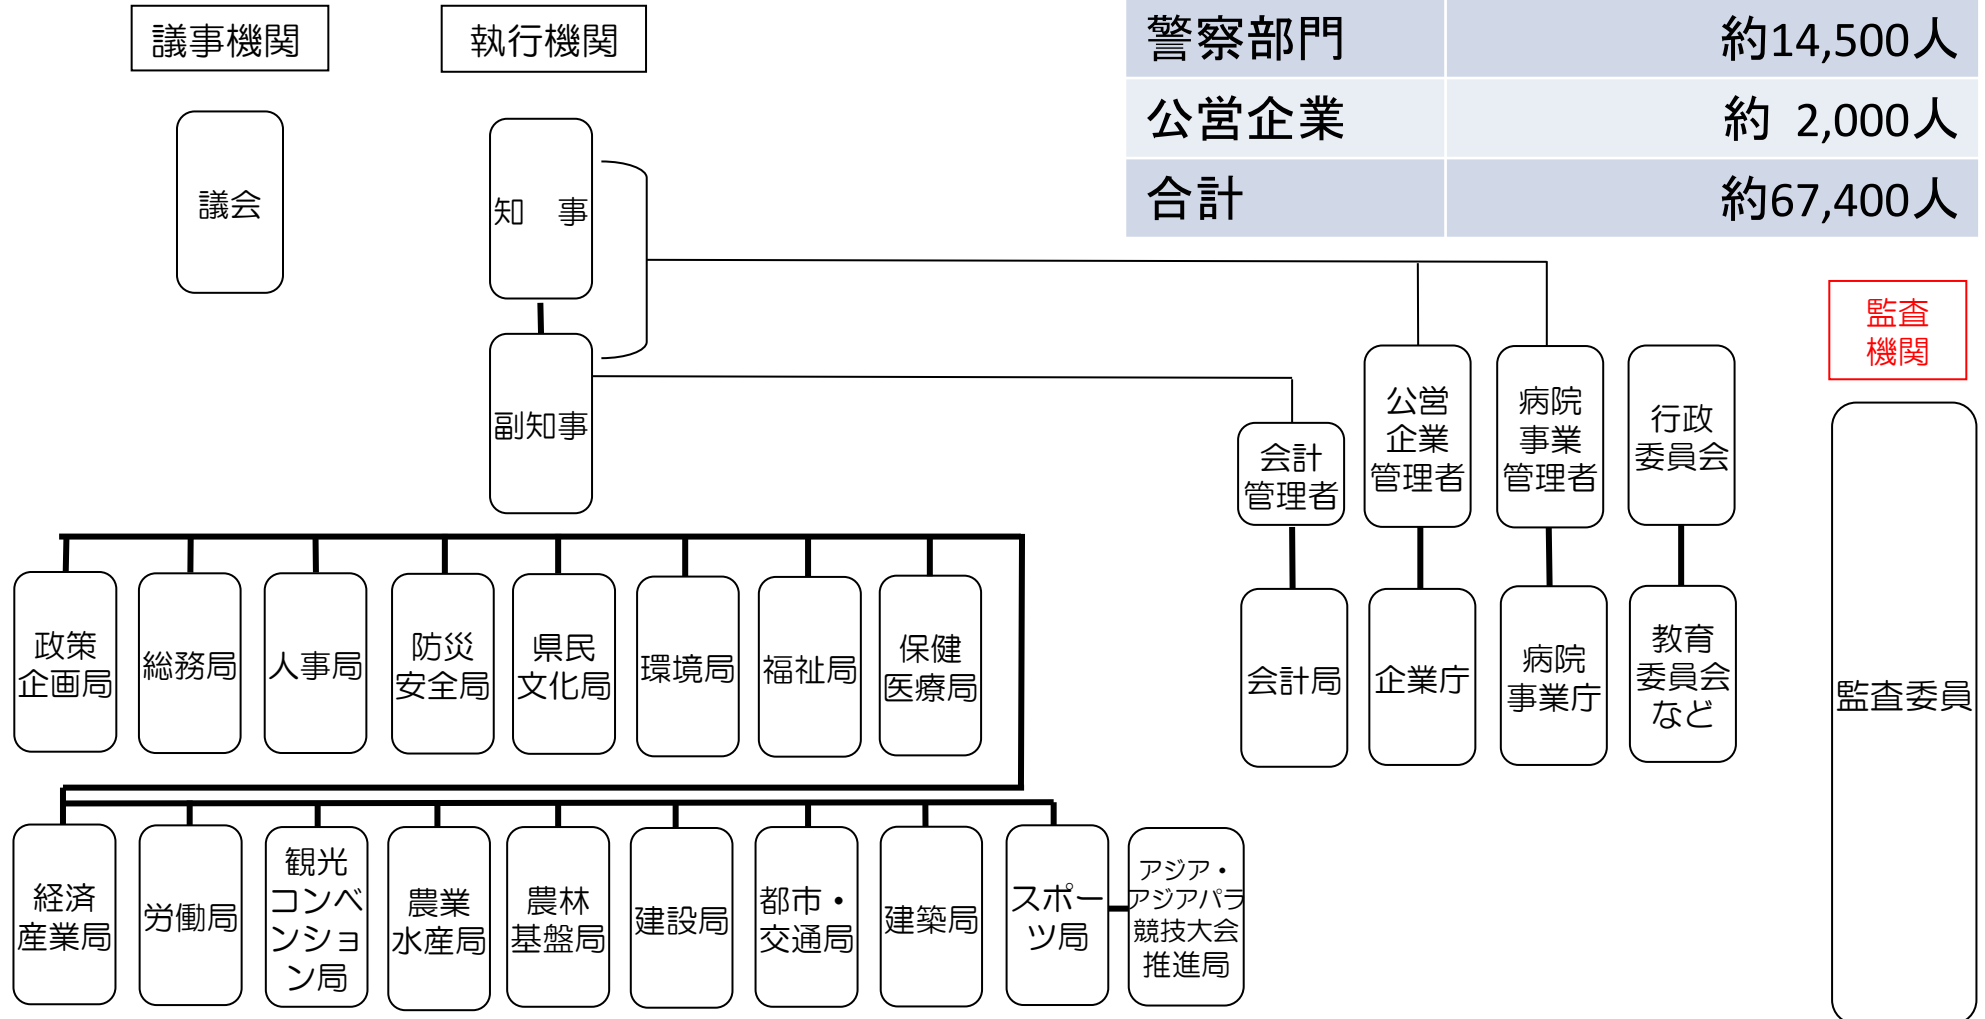 議事機関
執行機関
警察部門 約14,500人
公営企業 約 2,000人
合計 約67,400人
議会
知　事
副知事
監査
機関
会計
管理者
公営
企業
管理者
病院
事業
管理者
行政
委員会
監査委員
政策
企画局
総務局
人事局
防災
安全局
県民
文化局
環境局
福祉局
保健
医療局
会計局
企業庁
病院
事業庁
教育
委員会
など
経済
産業局
労働局
観光
コンベ
ンショ
ン局
農業
水産局
農林
基盤局
建設局
都市・
交通局
建築局
スポー
ツ局
アジア・
アジアパラ
競技大会
推進局